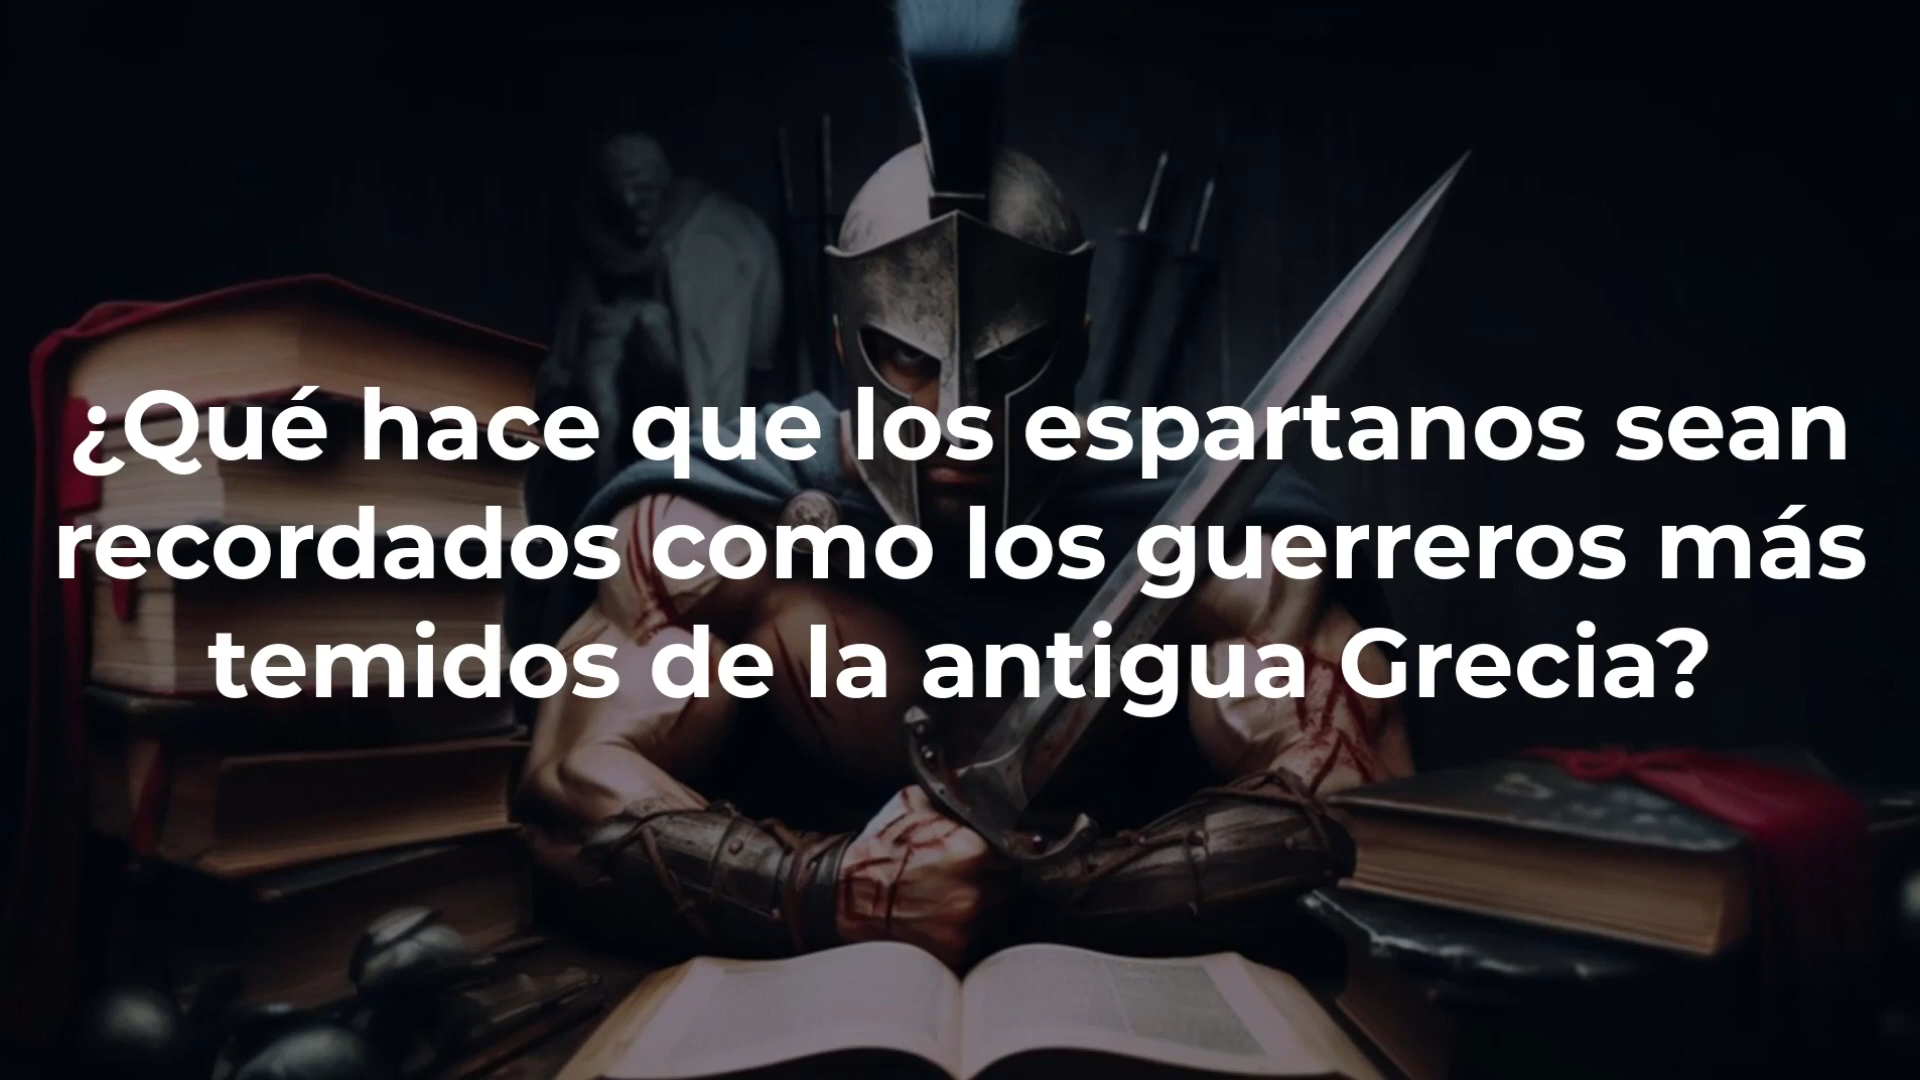 ¿Qué hace que los espartanos sean
recordados como los guerreros más
temidos de la antigua Grecia?